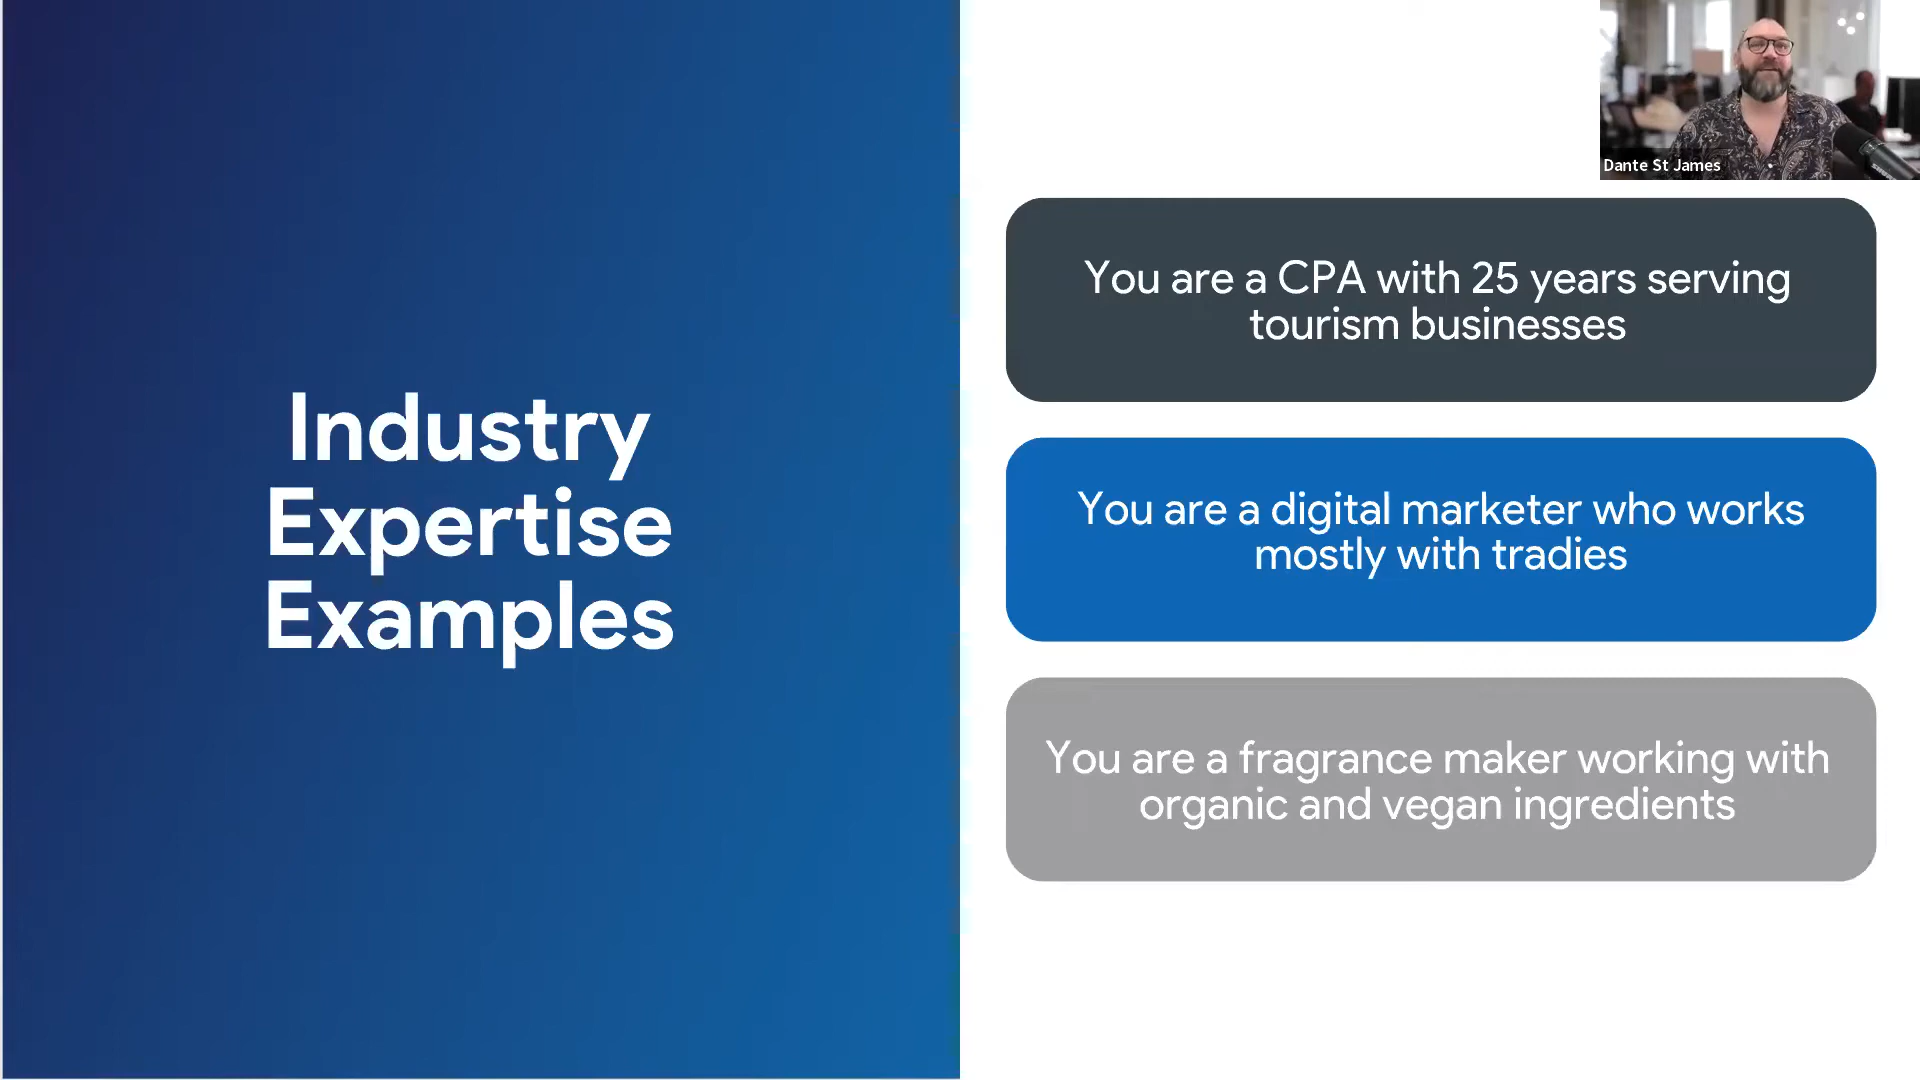 Industry
Expertise
Examples
Dante St James
You are a CPA with 25 years serving
tourism businesses
You are a digital marketer who works
mostly with tradies
You are a fragrance maker working with
organic and vegan ingredients